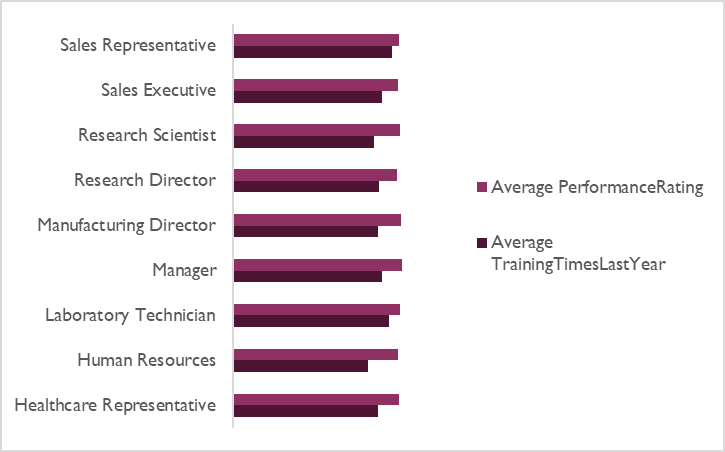 Sales Representative
Sales Executive
Research Scientist
Research Director
Manufacturing Director
Manager
Laboratory Technician
Human Resources
Healthcare Representative
Average PerformanceRating
Average
TrainingTimesLastYear